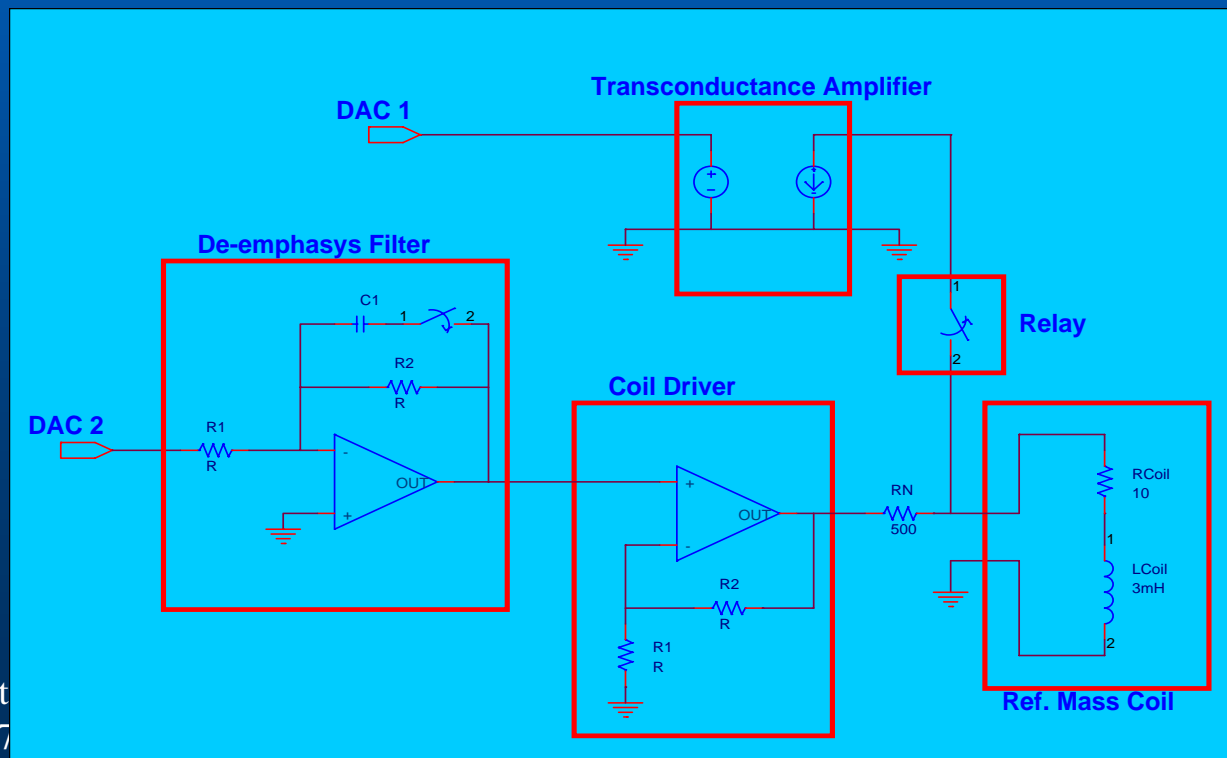 Transconductance Amplifier
DAC 1
+
-
+
-
De-emphasys Filter
C1
1
2
R2
R
DAC 2
R1
R
-
+
OUT
Coil Driver
+
-
OUT
R2
R
R1
R
RN
500
1
2
Relay
RCoil
10
1
LCoil
3mH
2
Ref. Mass Coil
t
7